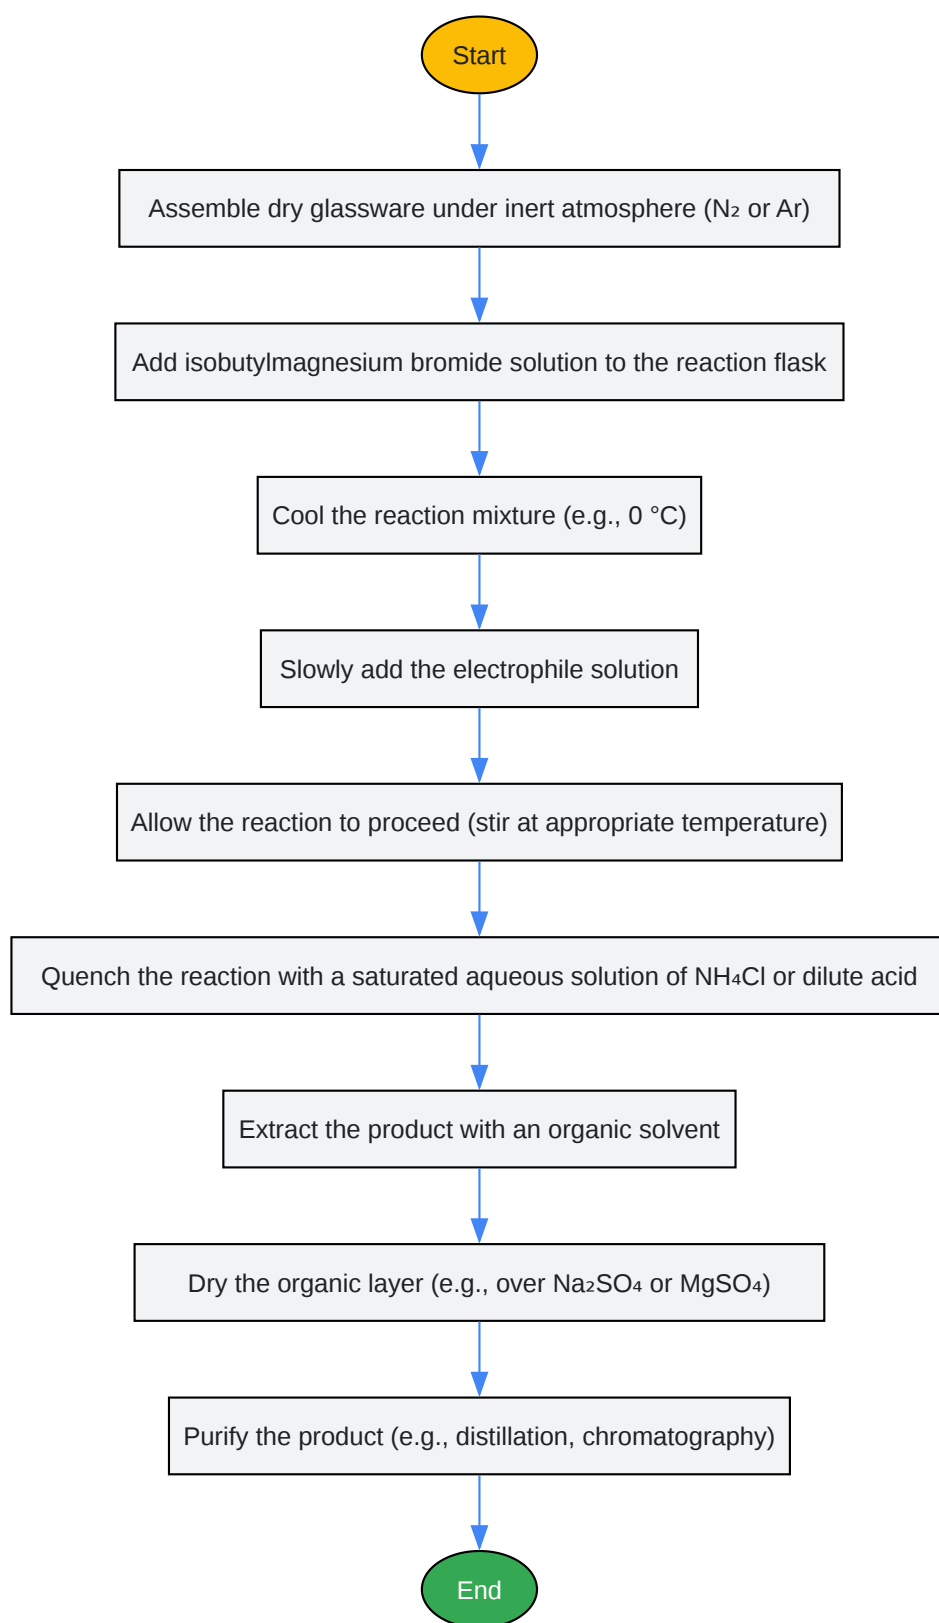 Start
Assemble dry glassware under inert atmosphere (N₂ or Ar)
Add isobutylmagnesium bromide solution to the reaction flask
Cool the reaction mixture (e.g., 0 °C)
Slowly add the electrophile solution
Allow the reaction to proceed (stir at appropriate temperature)
Quench the reaction with a saturated aqueous solution of NH₄Cl or dilute acid
Extract the product with an organic solvent
Dry the organic layer (e.g., over Na₂SO₄ or MgSO₄)
Purify the product (e.g., distillation, chromatography)
End